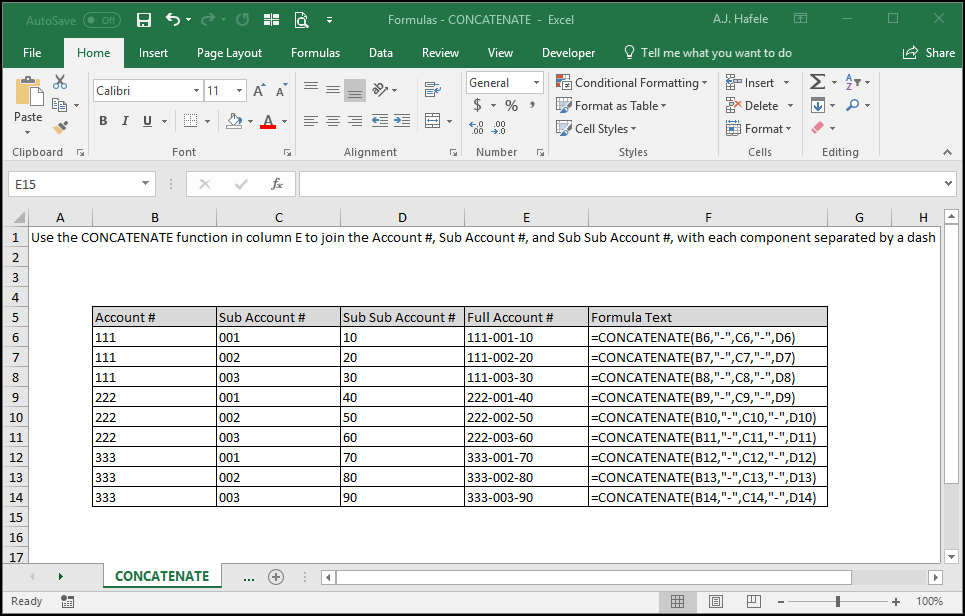 AutoSave Off Formulas - CONCATENATE - Excel A.J. Hafele
File Home Insert Page Layout Formulas Data Review View Developer Tell me what you want to do Share
Calibri 11 General Conditional Formatting Insert
Paste $ % , Format as Table Delete
B I U A Cell Styles Format
Clipboard Font Alignment Number Styles Cells Editing
E15 fx
A B C D E F G H
1 Use the CONCATENATE function in column E to join the Account #, Sub Account #, and Sub Sub Account #, with each component separated by a dash
2
3
4
5 Account # Sub Account # Sub Sub Account # Full Account # Formula Text
6 111 001 10 111-001-10 =CONCATENATE(B6,"-",C6,"-",D6)
7 111 002 20 111-002-20 =CONCATENATE(B7,"-",C7,"-",D7)
8 111 003 30 111-003-30 =CONCATENATE(B8,"-",C8,"-",D8)
9 222 001 40 222-001-40 =CONCATENATE(B9,"-",C9,"-",D9)
10 222 002 50 222-002-50 =CONCATENATE(B10,"-",C10,"-",D10)
11 222 003 60 222-003-60 =CONCATENATE(B11,"-",C11,"-",D11)
12 333 001 70 333-001-70 =CONCATENATE(B12,"-",C12,"-",D12)
13 333 002 80 333-002-80 =CONCATENATE(B13,"-",C13,"-",D13)
14 333 003 90 333-003-90 =CONCATENATE(B14,"-",C14,"-",D14)
15
16
17
CONCATENATE ...
Ready 100%